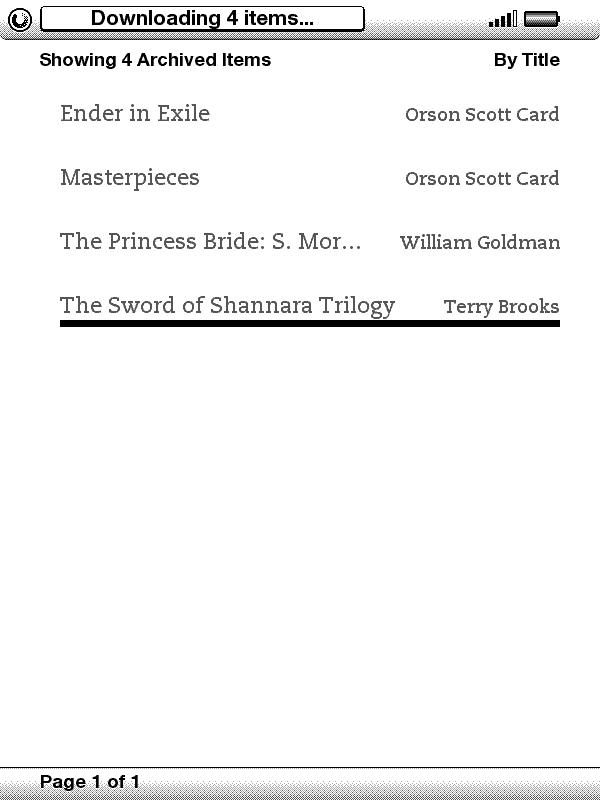 Downloading 4 items...
Showing 4 Archived Items By Title
Ender in Exile Orson Scott Card
Masterpieces Orson Scott Card
The Princess Bride: S. Mor... William Goldman
The Sword of Shannara Trilogy Terry Brooks
Page 1 of 1